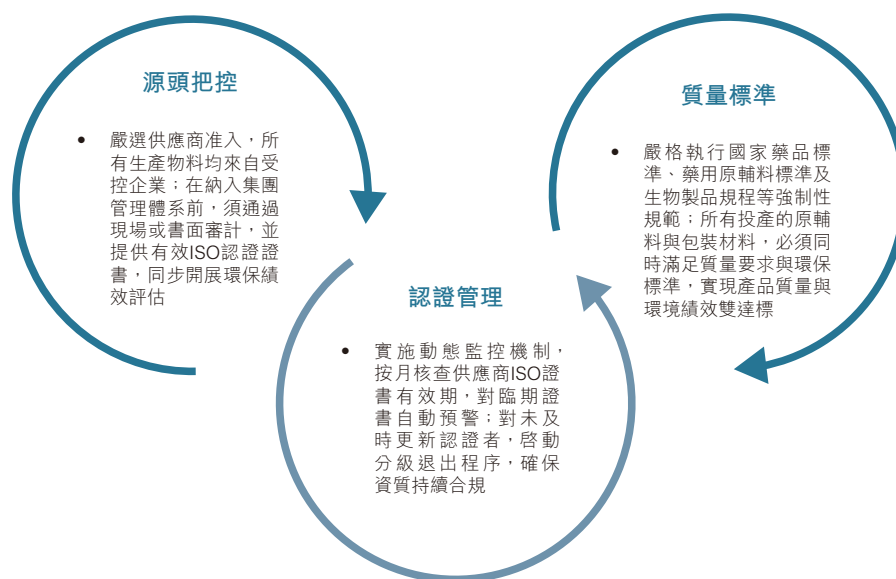 源頭把控
• 嚴選供應商准入，所
有生產物料均來自受
控企業；在納入集團
管理體系前，須通過
現場或書面審計，並
提供有效ISO認證證
書，同步開展環保績
效評估
認證管理
• 實施動態監控機制，
按月核查供應商ISO證
書有效期，對臨期證
書自動預警；對未及
時更新認證者，啓動
分級退出程序，確保
資質持續合規
質量標準
• 嚴格執行國家藥品標
準、藥用原輔料標準及
生物製品規程等強制性
規範；所有投產的原輔
料與包裝材料，必須同
時滿足質量要求與環保
標準，實現產品質量與
環境績效雙達標